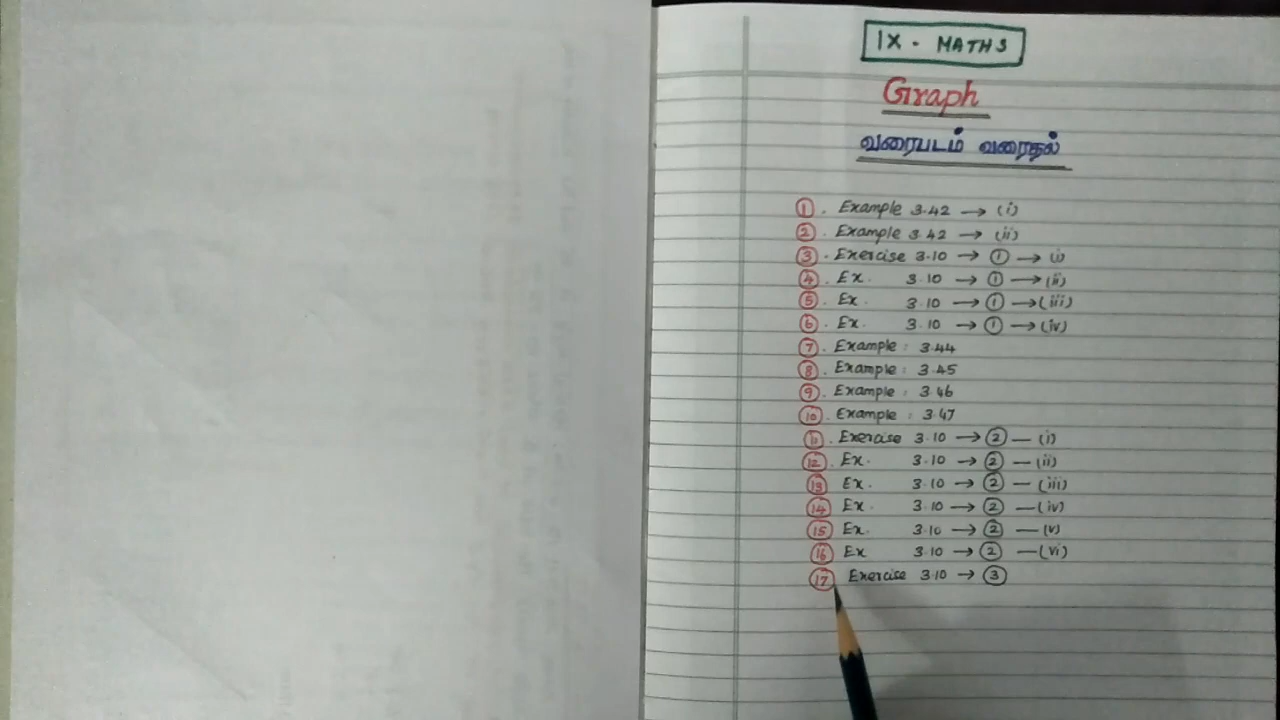 IX - MATHS
Graph
வரைபடம் வரைதல்
① . Example 3.42 → (i)
② . Example 3.42 → (ii)
③ . Exercise 3.10 → ① → (i)
④ . Ex. 3.10 → ① → (ii)
⑤ . Ex. 3.10 → ① → (iii)
⑥ . Ex. 3.10 → ① → (iv)
⑦ . Example : 3.44
⑧ . Example : 3.45
⑨ . Example : 3.46
⑩ . Example : 3.47
⑪ . Exercise 3.10 → ② — (i)
⑫ . Ex. 3.10 → ② — (ii)
⑬ Ex. 3.10 → ② — (iii)
⑭ Ex. 3.10 → ② — (iv)
⑮ Ex. 3.10 → ② — (v)
⑯ Ex 3.10 → ② — (vi)
⑰ Exercise 3.10 → ③